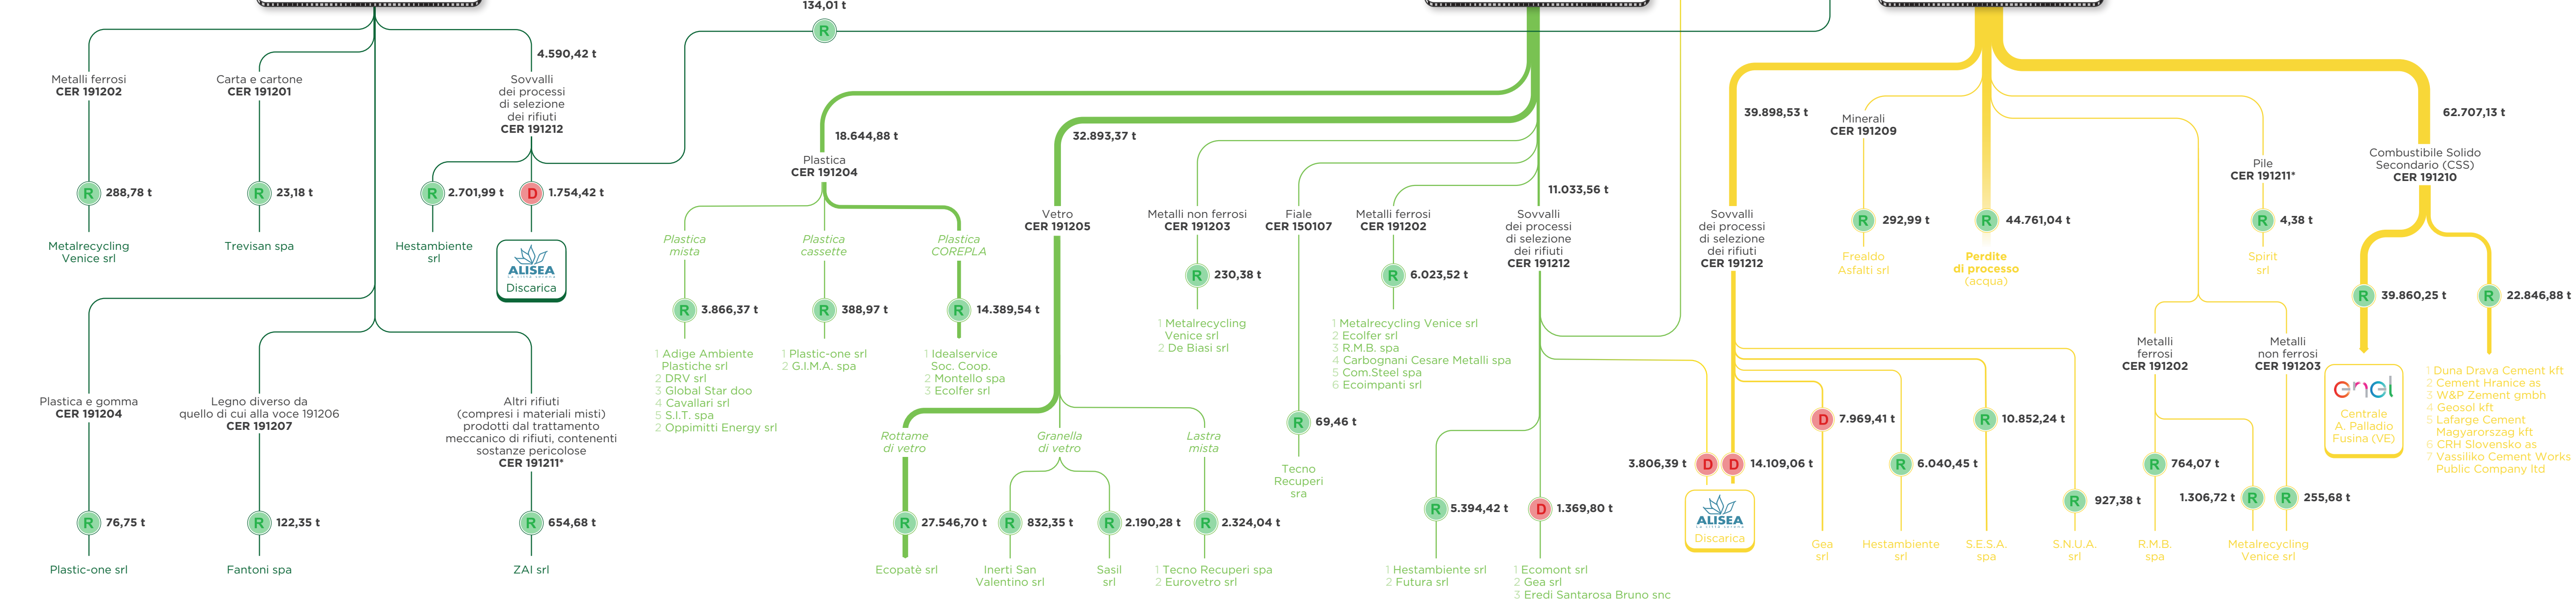 134,01 t
R
4.590,42 t
Metalli ferrosi
CER 191202
Carta e cartone
CER 191201
Sovvalli
dei processi
di selezione
dei rifiuti
CER 191212
R 288,78 t
R 23,18 t
R 2.701,99 t
D 1.754,42 t
Metalrecycling
Venice srl
Trevisan spa
Hestambiente
srl
ALISEA
Discarica
Plastica e gomma
CER 191204
Legno diverso da
quello di cui alla voce 191206
CER 191207
Altri rifiuti
(compresi i materiali misti)
prodotti dal trattamento
meccanico di rifiuti, contenenti
sostanze pericolose
CER 191211*
R 76,75 t
R 122,35 t
R 654,68 t
Plastic-one srl
Fantoni spa
ZAI srl
18.644,88 t
Plastica
CER 191204
Plastica
mista
Plastica
cassette
Plastica
COREPLA
R 3.866,37 t
R 388,97 t
R 14.389,54 t
1 Adige Ambiente
Plastiche srl
2 DRV srl
3 Global Star doo
4 Cavallari srl
5 S.I.T. spa
2 Oppimitti Energy srl
1 Plastic-one srl
2 G.I.M.A. spa
1 Idealservice
Soc. Coop.
2 Montello spa
3 Ecolfer srl
32.893,37 t
Vetro
CER 191205
Rottame
di vetro
Granella
di vetro
Lastra
mista
R 27.546,70 t
R 832,35 t
R 2.190,28 t
R 2.324,04 t
Ecopatè srl
Inerti San
Valentino srl
Sasil
srl
1 Tecno Recuperi spa
2 Eurovetro srl
Metalli non ferrosi
CER 191203
R 230,38 t
1 Metalrecycling
Venice srl
2 De Biasi srl
Fiale
CER 150107
R 69,46 t
Tecno
Recuperi
sra
Metalli ferrosi
CER 191202
R 6.023,52 t
1 Metalrecycling Venice srl
2 Ecolfer srl
3 R.M.B. spa
4 Carbognani Cesare Metalli spa
5 Com.Steel spa
6 Ecoimpanti srl
11.033,56 t
Sovvalli
dei processi
di selezione
dei rifiuti
CER 191212
R 5.394,42 t
D 1.369,80 t
1 Hestambiente srl
2 Futura srl
1 Ecomont srl
2 Gea srl
3 Eredi Santarosa Bruno snc
39.898,53 t
Sovvalli
dei processi
di selezione
dei rifiuti
CER 191212
3.806,39 t D
D 14.109,06 t
ALISEA
Discarica
D 7.969,41 t
R 6.040,45 t
R 10.852,24 t
R 927,38 t
Gea
srl
Hestambiente
srl
S.E.S.A.
spa
S.N.U.A.
srl
Minerali
CER 191209
R 292,99 t
Frealdo
Asfalti srl
R 44.761,04 t
Perdite
di processo
(acqua)
Pile
CER 191211*
R 4,38 t
Spirit
srl
Metalli
ferrosi
CER 191202
Metalli
non ferrosi
CER 191203
R 764,07 t
1.306,72 t R
R 255,68 t
R.M.B.
spa
Metalrecycling
Venice srl
62.707,13 t
Combustibile Solido
Secondario (CSS)
CER 191210
R 39.860,25 t
R 22.846,88 t
enel
Centrale
A. Palladio
Fusina (VE)
1 Duna Drava Cement kft
2 Cement Hranice as
3 W&P Zement gmbh
4 Geosol kft
5 Lafarge Cement
Magyarorszag kft
6 CRH Slovensko as
7 Vassiliko Cement Works
Public Company ltd